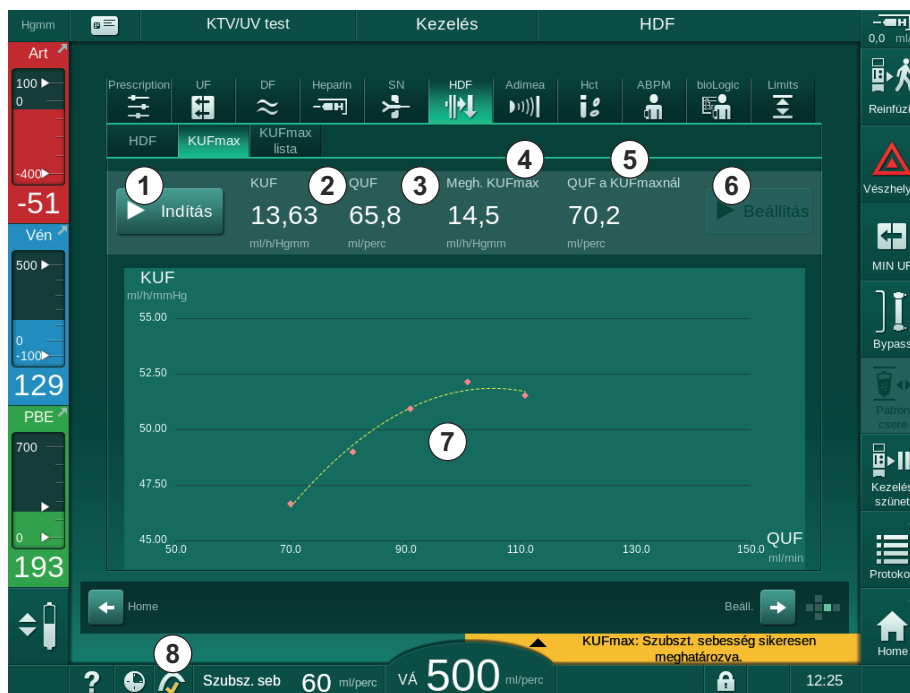 Hgmm
KTV/UV test
Kezelés
HDF
0,0 ml/
Art
100
0
-400
-51
Vén
500
0
-100
129
PBE
700
0
193
Prescription
UF
DF
Heparin
SN
HDF
Adimea
Hct
ABPM
bioLogic
Limits
HDF
KUFmax
KUFmax
lista
1
Indítás
KUF
13,63
ml/h/Hgmm
2
QUF
65,8
ml/perc
3
4
Megh. KUFmax
14,5
ml/h/Hgmm
5
QUF a KUFmaxnál
70,2
ml/perc
6
Beállítás
KUF
ml/h/mmHg
55.00
52.50
50.00
47.50
45.00
7
50.0
70.0
90.0
110.0
130.0
150.0
QUF
ml/min
Home
Beáll.
KUFmax: Szubszt. sebesség sikeresen
meghatározva.
8
?
Szubsz. seb
60 ml/perc
VÁ 500 ml/perc
12:25
Reinfúzi
Vészhely
MIN UF
Bypass
Patron
csere
Kezelés
szünet
Protoko
Home